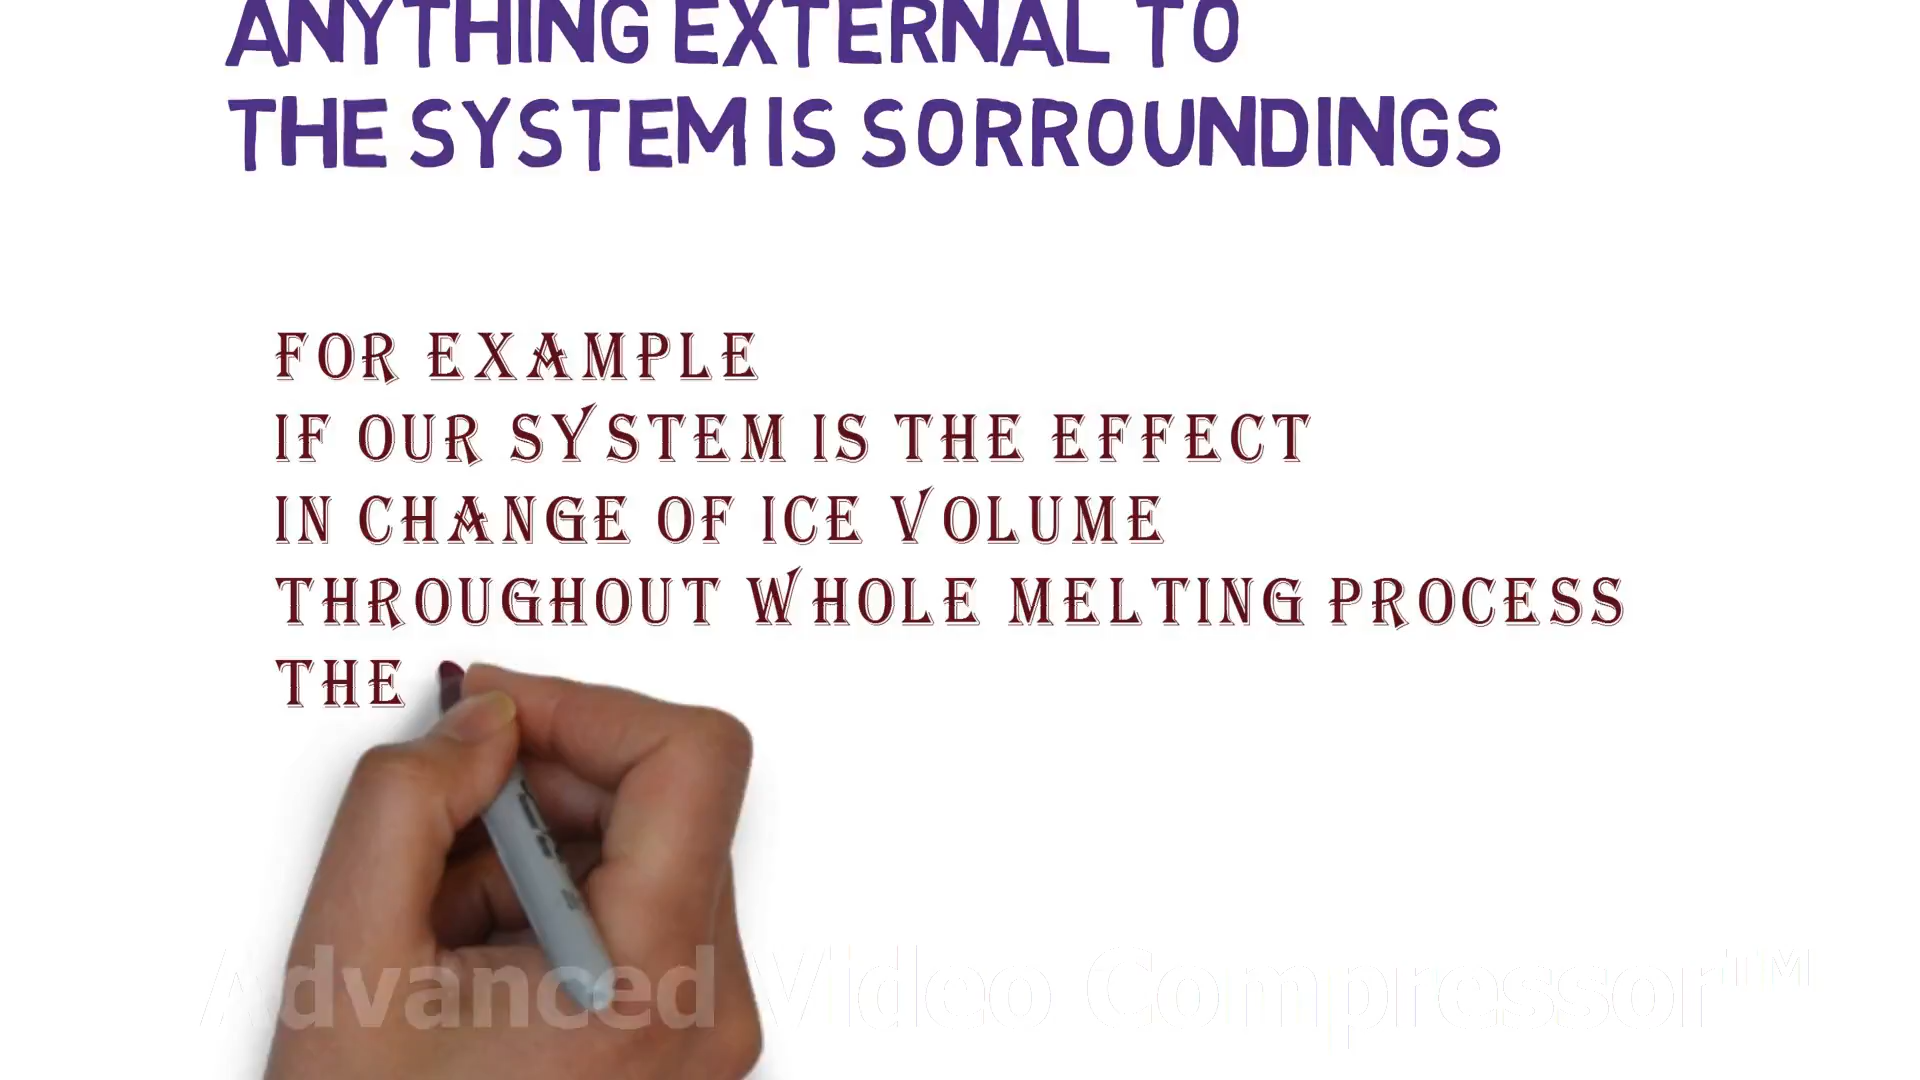 ANYTHING EXTERNAL TO
THE SYSTEM IS SORROUNDINGS
FOR EXAMPLE
IF OUR SYSTEM IS THE EFFECT
IN CHANGE OF ICE VOLUME
THROUGHOUT WHOLE MELTING PROCESS
THE
Advanced Video Compressor™